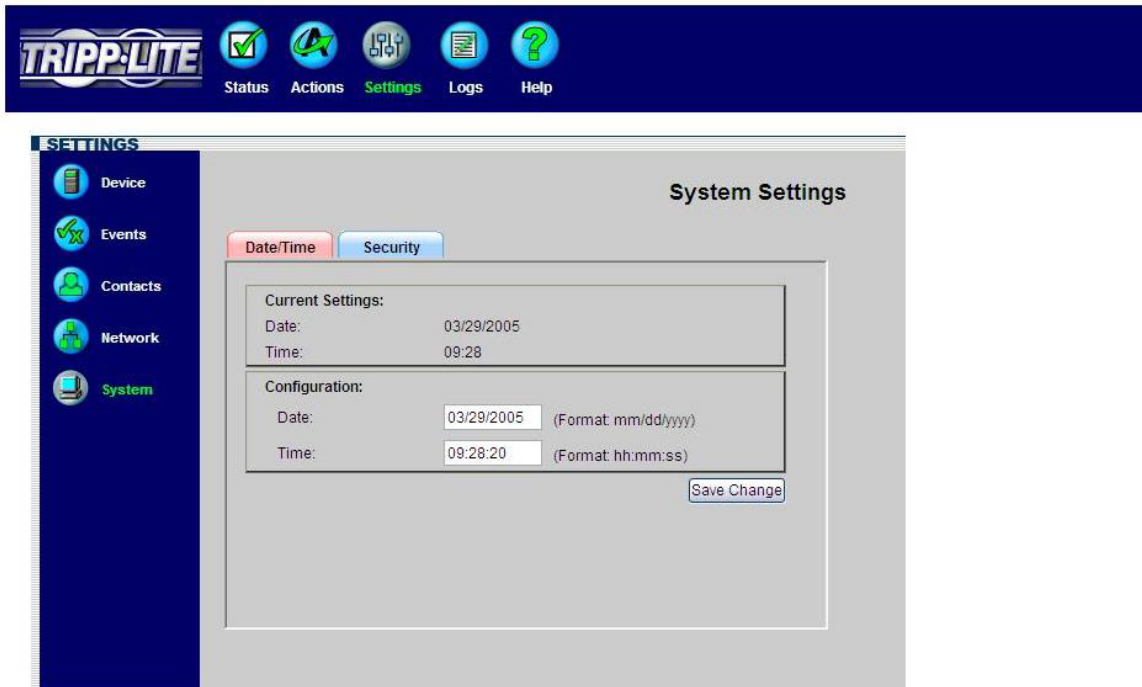 TRIPP·LITE
Status Actions Settings Logs Help
SETTINGS
Device
Events
Contacts
Network
System
System Settings
Date/Time Security
Current Settings:
Date: 03/29/2005
Time: 09:28
Configuration:
Date: 03/29/2005 (Format: mm/dd/yyyy)
Time: 09:28:20 (Format: hh:mm:ss)
Save Change